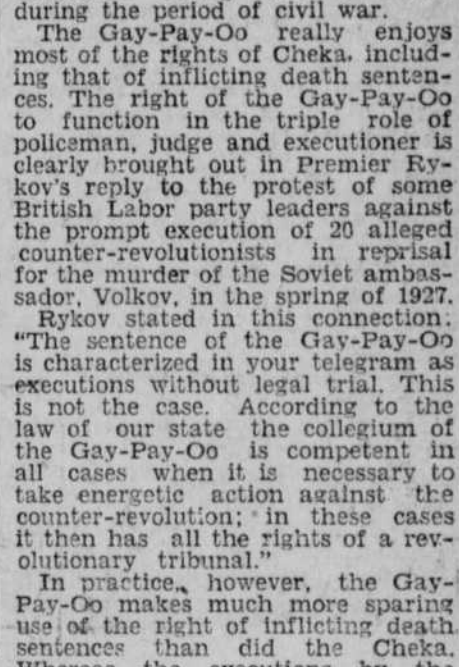 during the period of civil war.
The Gay-Pay-Oo really enjoys
most of the rights of Cheka. includ-
ing that of inflicting death senten-
ces. The right of the Gay-Pay-Oo
to function in the triple role of
policeman, judge and executioner is
clearly brought out in Premier Ry-
kov's reply to the protest of some
British Labor party leaders against
the prompt execution of 20 alleged
counter-revolutionists in reprisal
for the murder of the Soviet ambas-
sador, Volkov, in the spring of 1927.
Rykov stated in this connection:
"The sentence of the Gay-Pay-Oo
is characterized in your telegram as
executions without legal trial. This
is not the case. According to the
law of our state the collegium of
the Gay-Pay-Oo is competent in
all cases when it is necessary to
take energetic action against the
counter-revolution; in these cases
it then has all the rights of a rev-
olutionary tribunal."
In practice, however, the Gay-
Pay-Oo makes much more sparing
use of the right of inflicting death
sentences than did the Cheka.
Whereas the executions by the